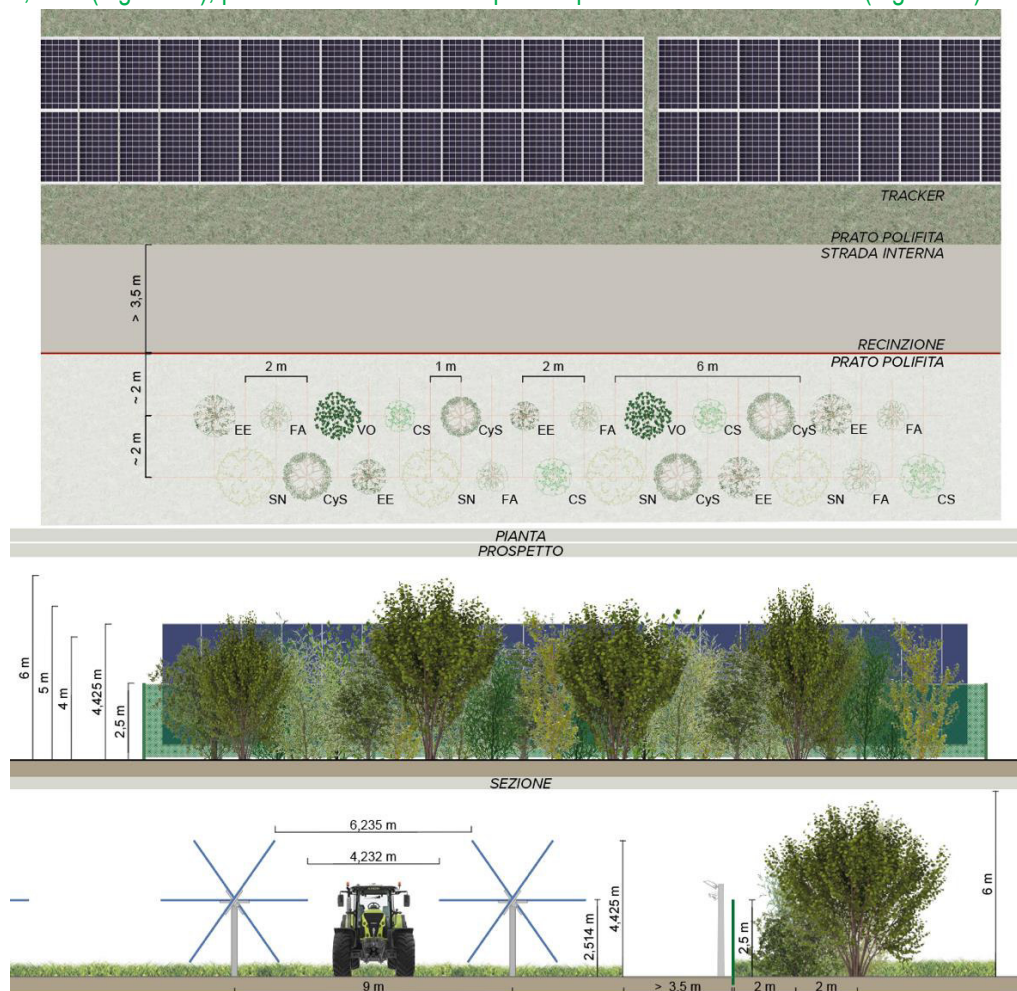 TRACKER
PRATO POLIFITA
STRADA INTERNA
> 3,5 m
RECINZIONE
PRATO POLIFITA
2 m
1 m
2 m
6 m
~ 2 m
EE FA VO CS CyS EE FA VO CS CyS EE FA
~ 2 m
SN CyS EE SN FA CS SN CyS EE SN FA CS
PIANTA
PROSPETTO
6 m
5 m
4 m
4,425 m
2,5 m
SEZIONE
6,235 m
4,232 m
4,425 m
2,514 m
2,5 m
6 m
9 m
> 3,5 m
2 m
2 m